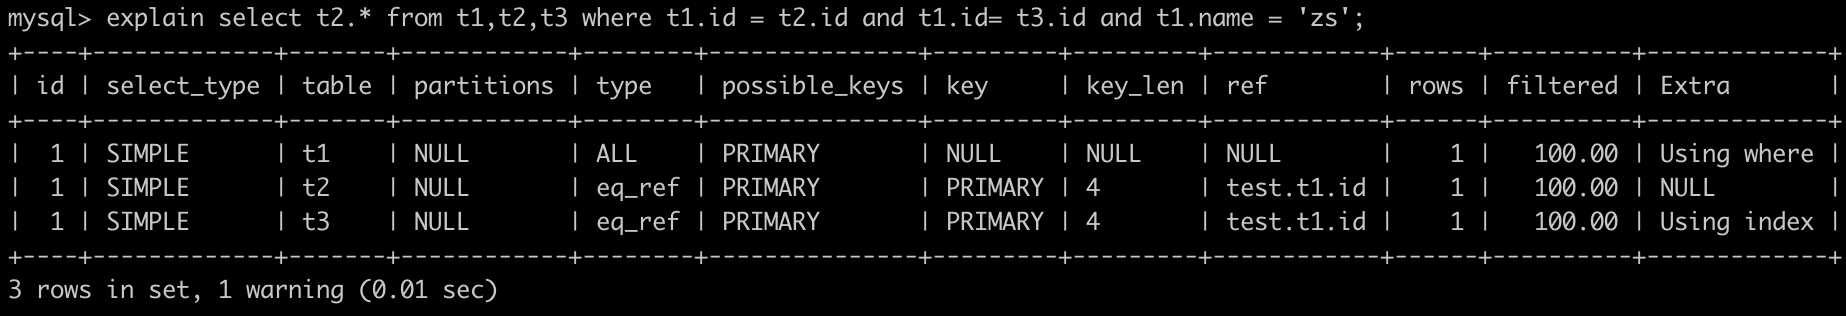 mysql> explain select t2.* from t1,t2,t3 where t1.id = t2.id and t1.id= t3.id and t1.name = 'zs';
+----+-------------+-------+------------+--------+---------------+---------+---------+------------+------+----------+-------------+
| id | select_type | table | partitions | type   | possible_keys | key     | key_len | ref        | rows | filtered | Extra       |
+----+-------------+-------+------------+--------+---------------+---------+---------+------------+------+----------+-------------+
|  1 | SIMPLE      | t1    | NULL       | ALL    | PRIMARY       | NULL    | NULL    | NULL       |    1 |   100.00 | Using where |
|  1 | SIMPLE      | t2    | NULL       | eq_ref | PRIMARY       | PRIMARY | 4       | test.t1.id |    1 |   100.00 | NULL        |
|  1 | SIMPLE      | t3    | NULL       | eq_ref | PRIMARY       | PRIMARY | 4       | test.t1.id |    1 |   100.00 | Using index |
+----+-------------+-------+------------+--------+---------------+---------+---------+------------+------+----------+-------------+
3 rows in set, 1 warning (0.01 sec)